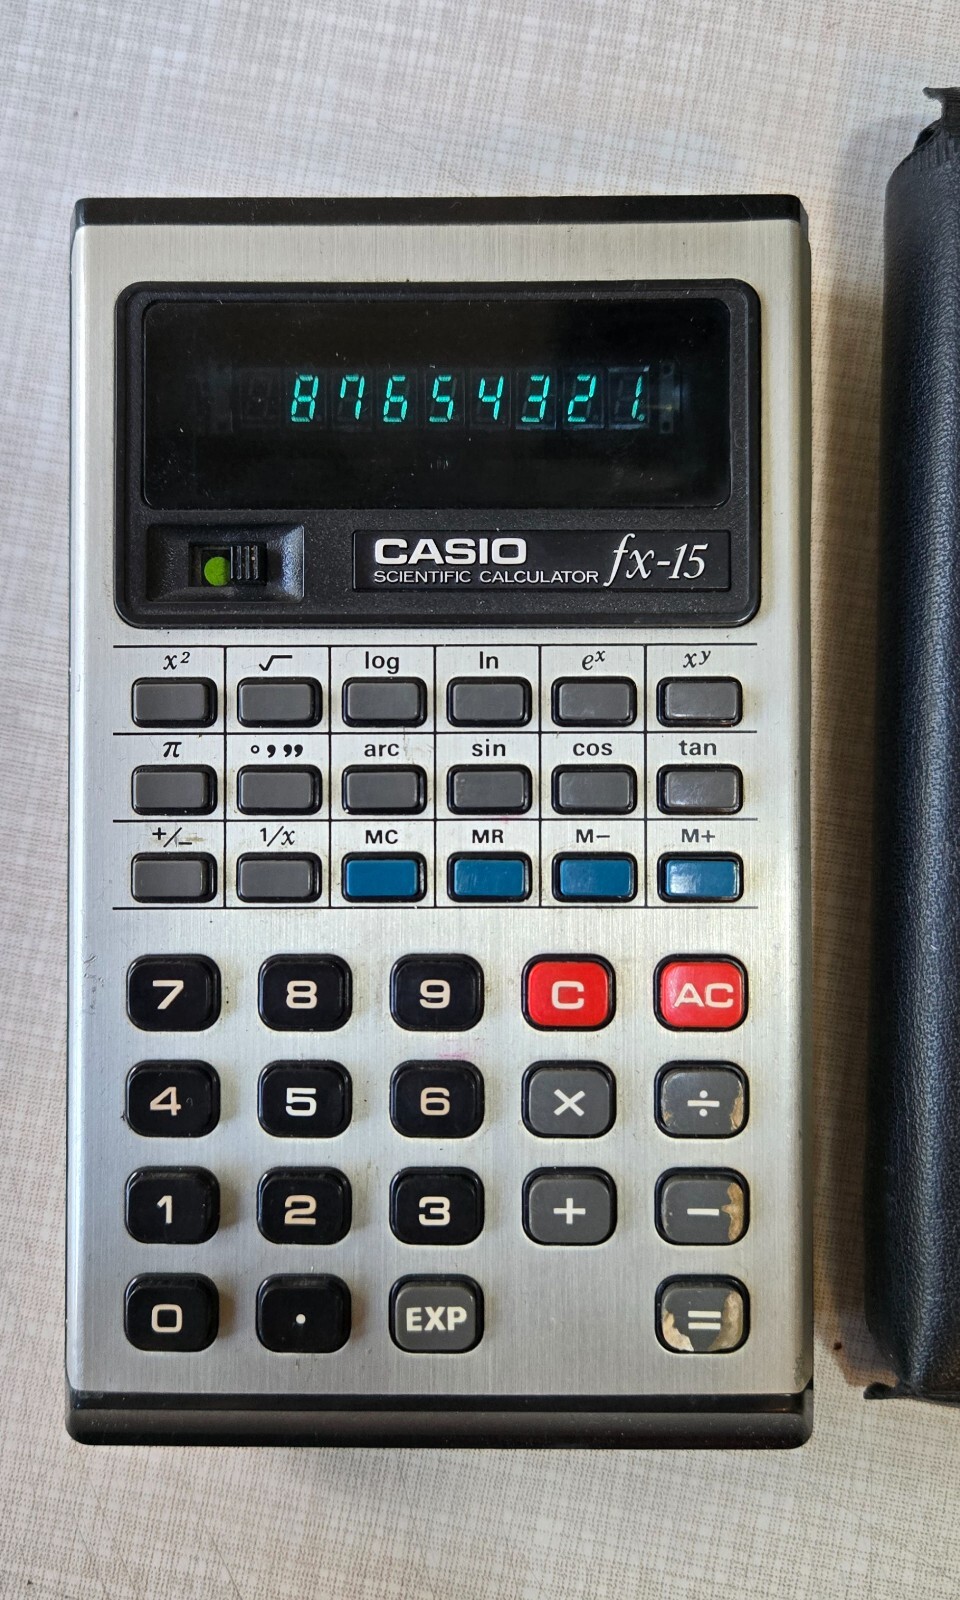 87654321.
CASIO fx-15
SCIENTIFIC CALCULATOR
x² √ log ln eˣ xʸ
π ° , ,, arc sin cos tan
+/− 1/x MC MR M− M+
7 8 9 C AC
4 5 6 × ÷
1 2 3 + −
0 . EXP =